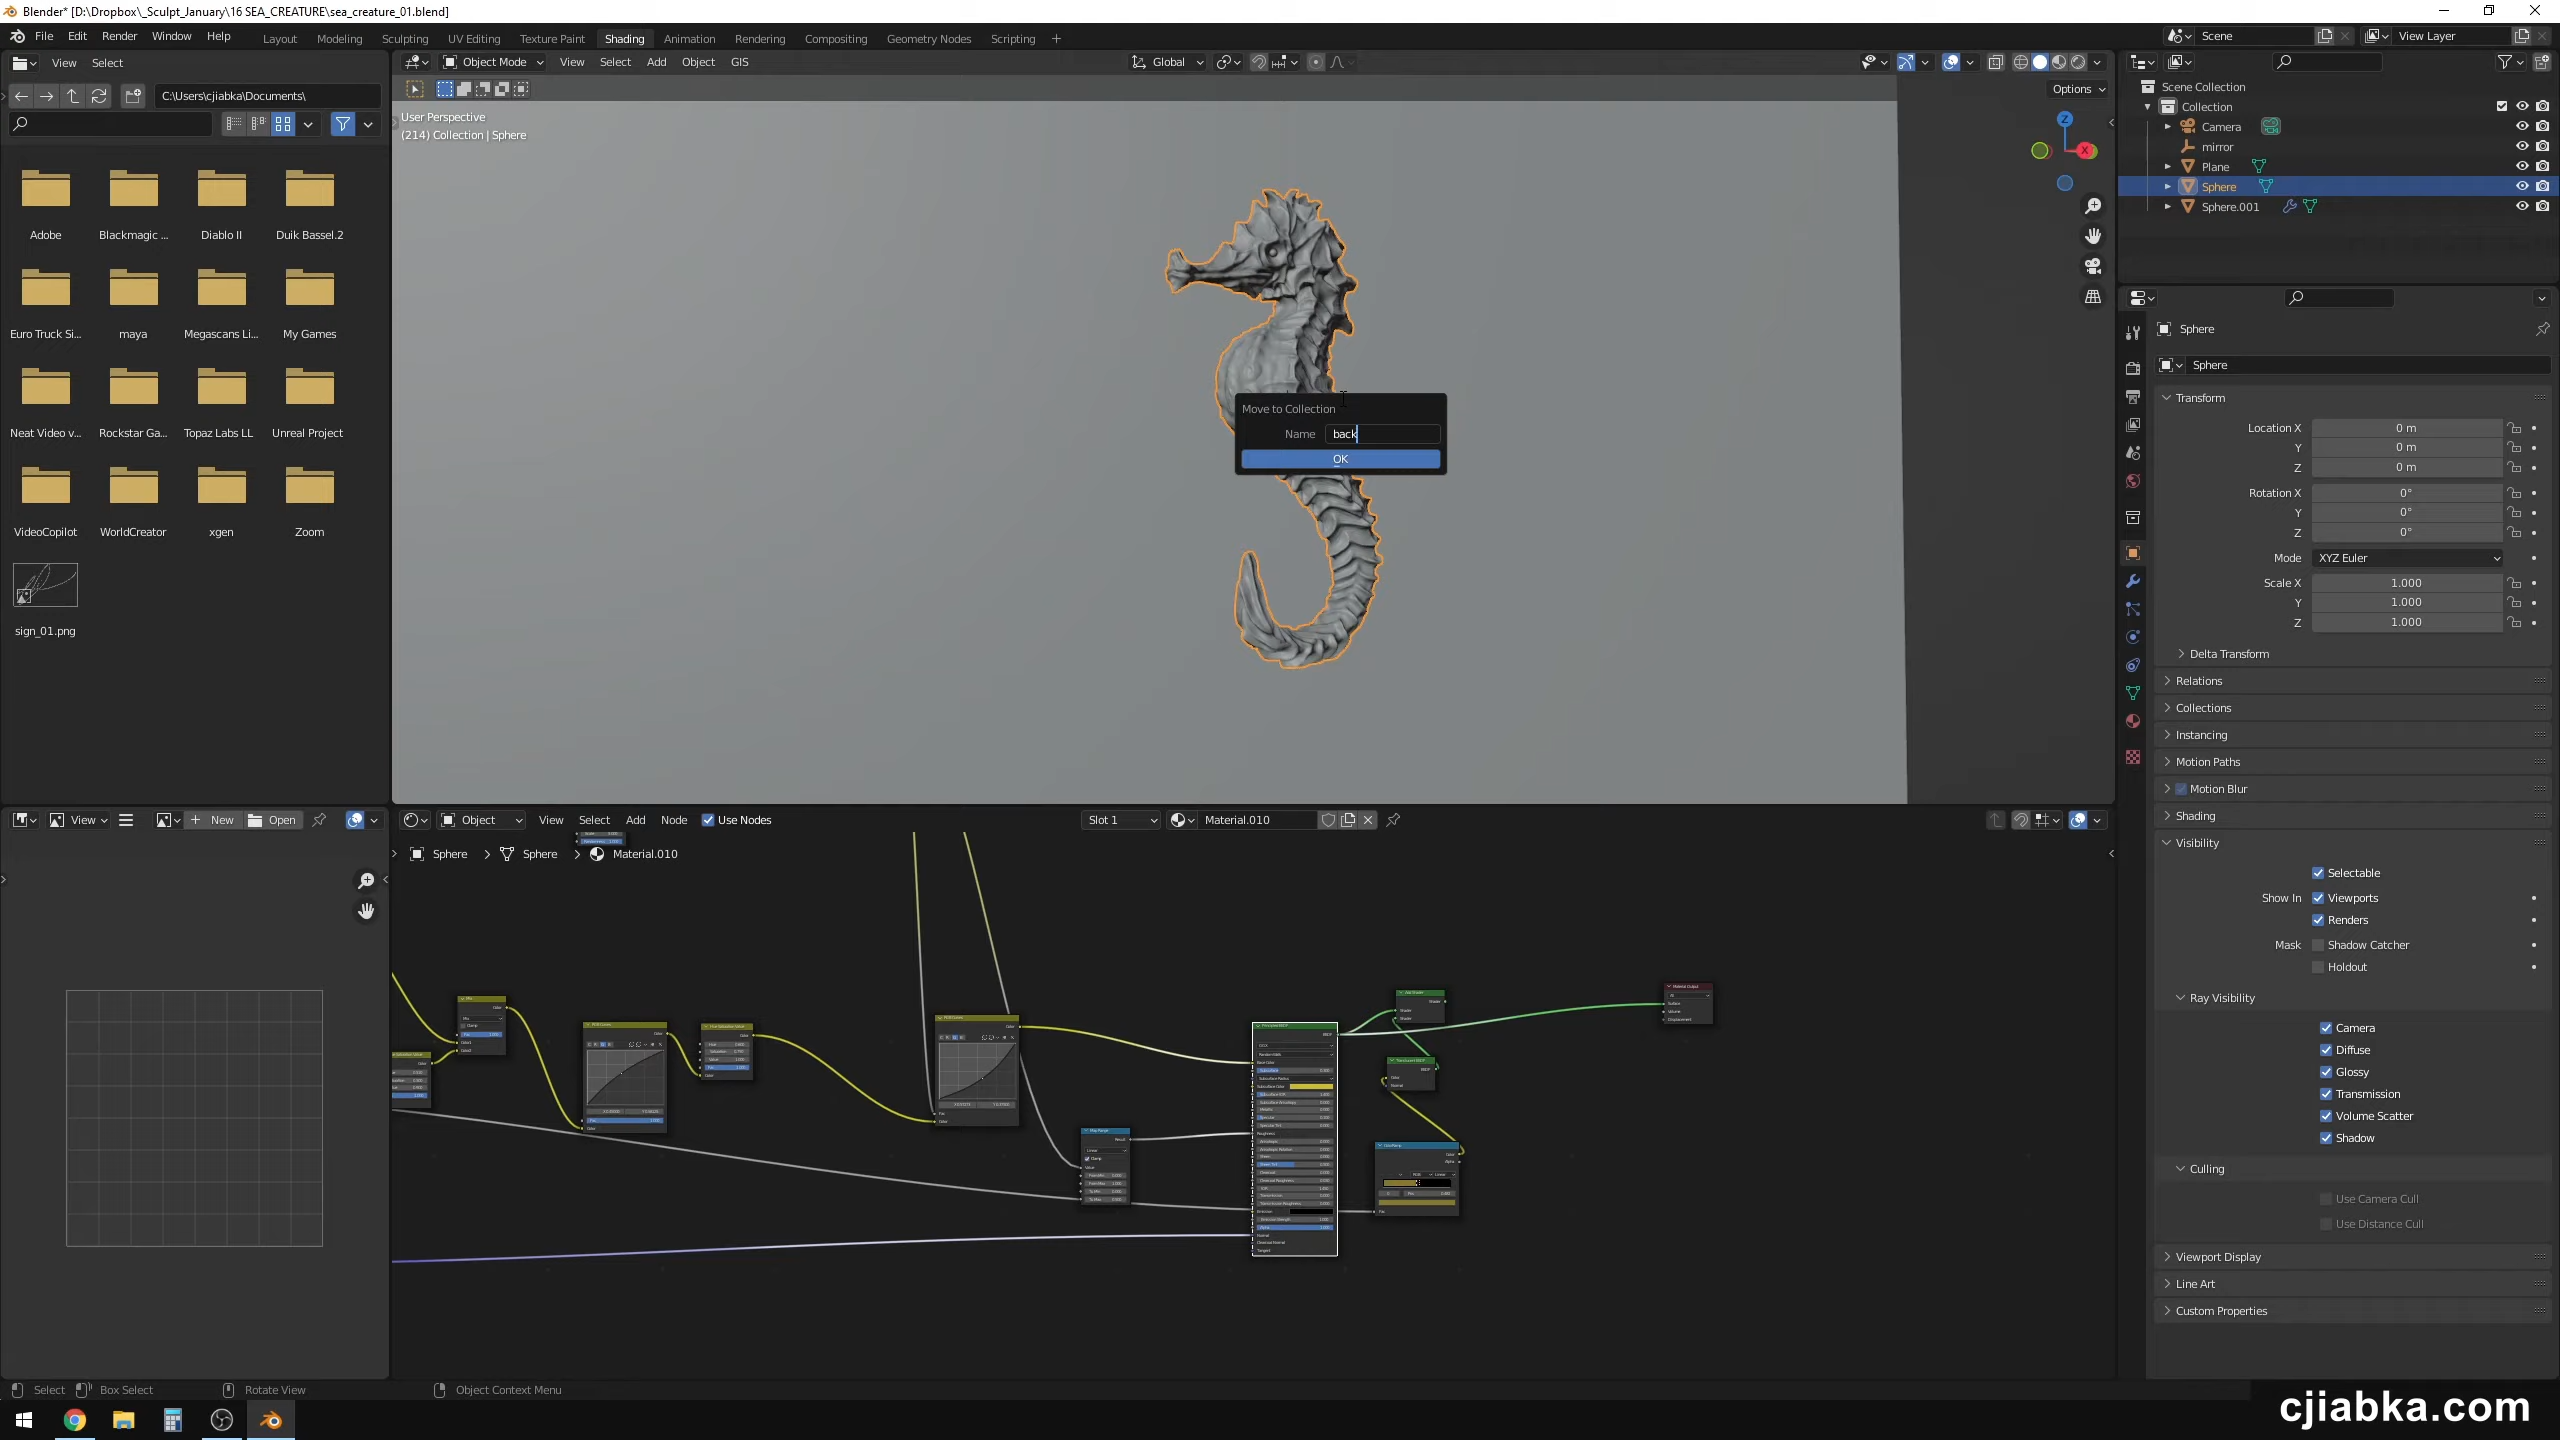 Blender* [D:\Dropbox\_Sculpt_January\16 SEA_CREATURE\sea_creature_01.blend]
File Edit Render Window Help
Layout Modeling Sculpting UV Editing Texture Paint Shading Animation Rendering Compositing Geometry Nodes Scripting +
Scene
View Layer
View Select
Object Mode View Select Add Object GIS
Global
C:\Users\cjiabka\Documents\
Options
User Perspective
(214) Collection | Sphere
Scene Collection
Collection
Camera
mirror
Plane
Sphere
Sphere.001
Z
X
Adobe Blackmagic ... Diablo II Duik Bassel.2
Euro Truck Si... maya Megascans Li... My Games
Neat Video v... Rockstar Ga... Topaz Labs LL Unreal Project
VideoCopilot WorldCreator xgen Zoom
sign_01.png
Move to Collection
Name back
OK
Sphere
Sphere
Transform
Location X 0 m
Y 0 m
Z 0 m
Rotation X 0°
Y 0°
Z 0°
Mode XYZ Euler
Scale X 1.000
Y 1.000
Z 1.000
Delta Transform
Relations
Collections
Instancing
Motion Paths
Motion Blur
Shading
Visibility
Selectable
Show In Viewports
Renders
Mask Shadow Catcher
Holdout
Ray Visibility
Camera
Diffuse
Glossy
Transmission
Volume Scatter
Shadow
Culling
Use Camera Cull
Use Distance Cull
Viewport Display
Line Art
Custom Properties
View New Open
Object View Select Add Node Use Nodes
Slot 1 Material.010
Sphere > Sphere > Material.010
Select Box Select Rotate View Object Context Menu
cjiabka.com